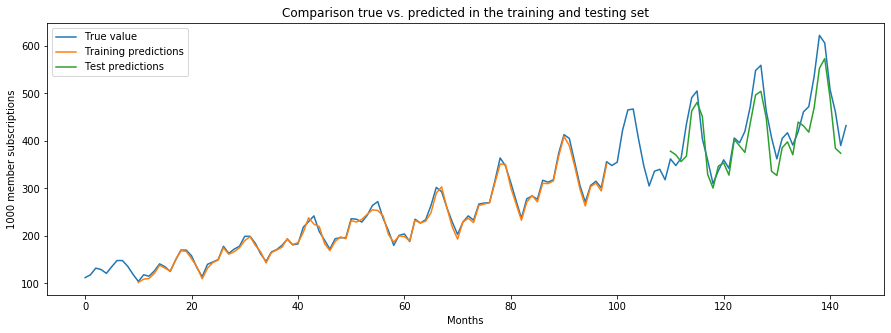 Comparison true vs. predicted in the training and testing set
True value
Training predictions
Test predictions
1000 member subscriptions
600
500
400
300
200
100
0 20 40 60 80 100 120 140
Months